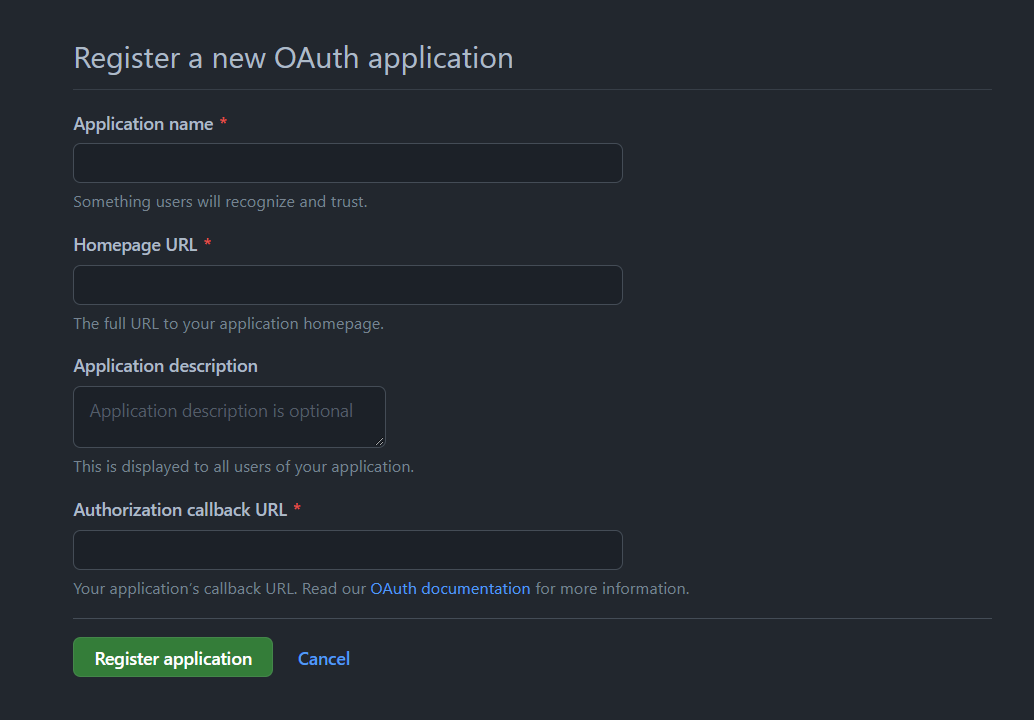 Register a new OAuth application
Application name *
Something users will recognize and trust.
Homepage URL *
The full URL to your application homepage.
Application description
Application description is optional
This is displayed to all users of your application.
Authorization callback URL *
Your application's callback URL. Read our OAuth documentation for more information.
Register application Cancel